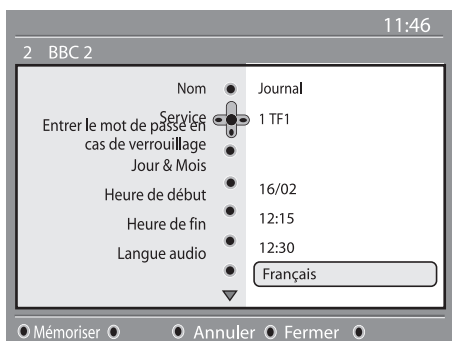 11:46
2 BBC 2
Nom Journal
Service 1 TF1
Entrer le mot de passe en
cas de verrouillage
Jour & Mois 16/02
Heure de début 12:15
Heure de fin 12:30
Langue audio Français
Mémoriser Annuler Fermer